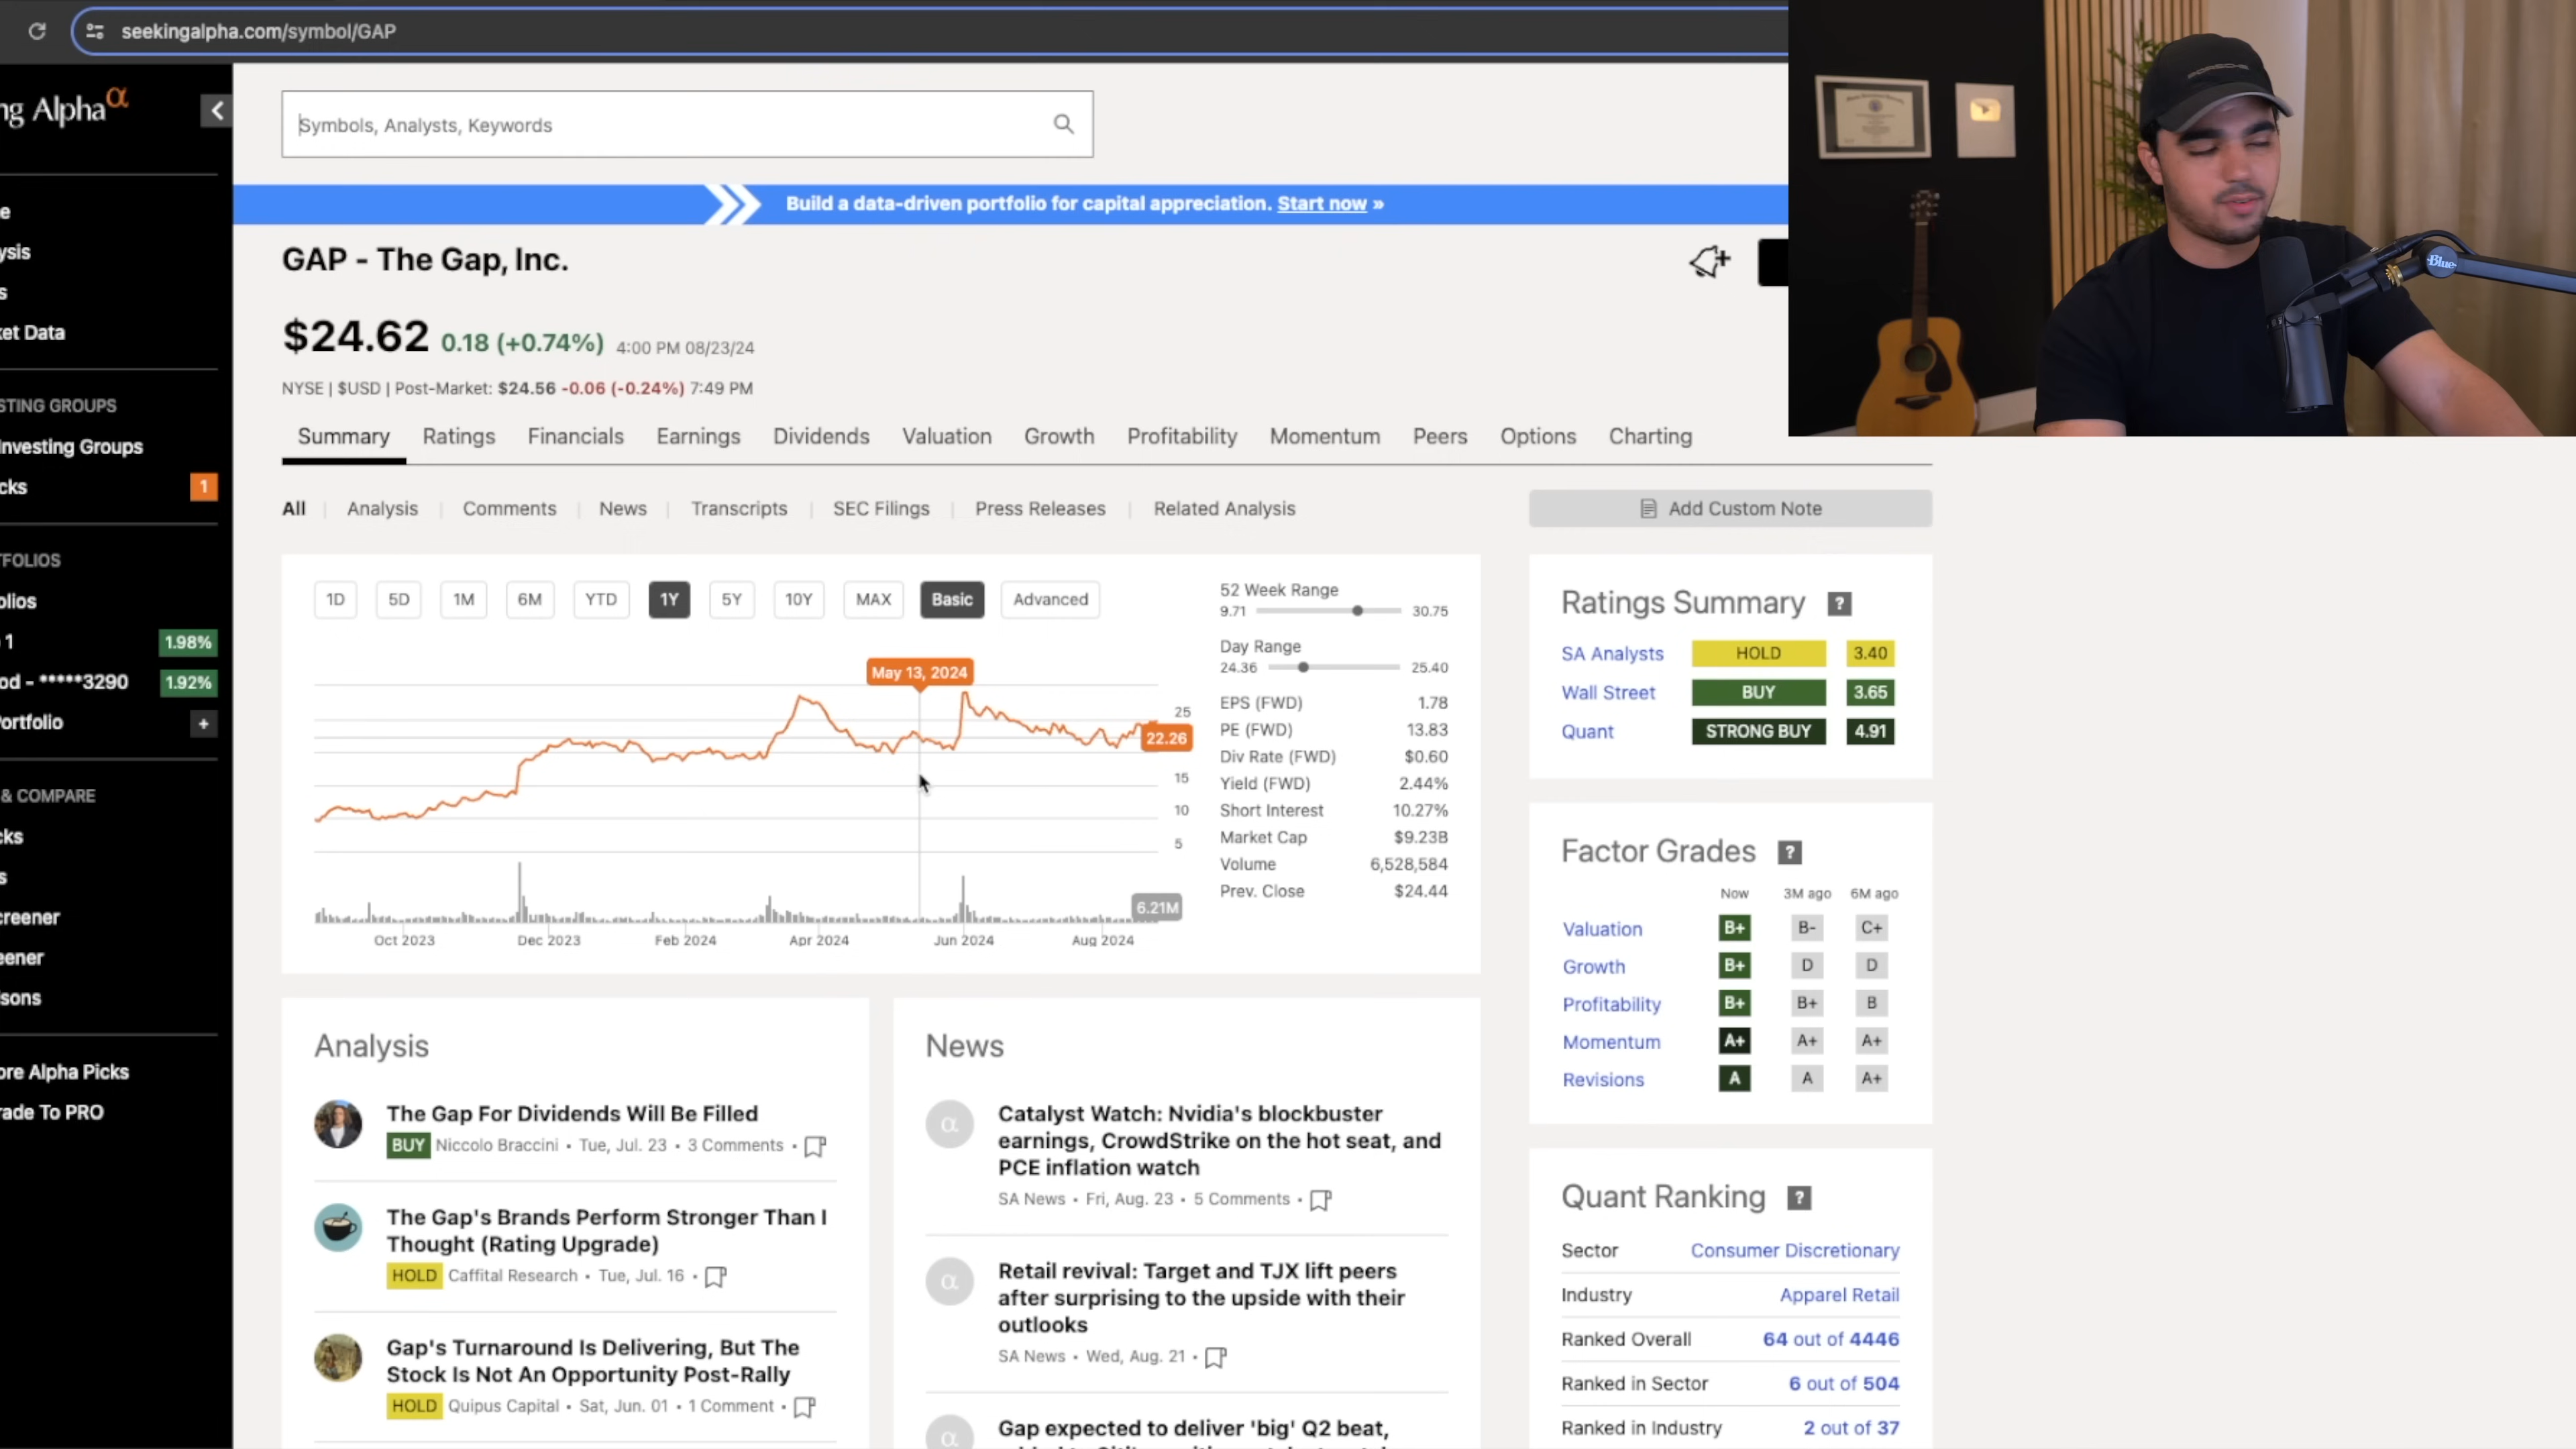 seekingalpha.com/symbol/GAP
ng Alphaα
Symbols, Analysts, Keywords
Build a data-driven portfolio for capital appreciation. Start now »
GAP - The Gap, Inc.
$24.62 0.18 (+0.74%) 4:00 PM 08/23/24
NYSE | $USD | Post-Market: $24.56 -0.06 (-0.24%) 7:49 PM
Summary Ratings Financials Earnings Dividends Valuation Growth Profitability Momentum Peers Options Charting
All Analysis Comments News Transcripts SEC Filings Press Releases Related Analysis
Add Custom Note
e
ysis
s
ket Data
STING GROUPS
Investing Groups
cks 1
TFOLIOS
olios
1 1.98%
od - *****3290 1.92%
ortfolio +
& COMPARE
cks
s
creener
eener
isons
ore Alpha Picks
rade To PRO
1D 5D 1M 6M YTD 1Y 5Y 10Y MAX Basic Advanced
May 13, 2024
25
22.26
15
10
5
6.21M
Oct 2023 Dec 2023 Feb 2024 Apr 2024 Jun 2024 Aug 2024
52 Week Range
9.71 30.75
Day Range
24.36 25.40
EPS (FWD) 1.78
PE (FWD) 13.83
Div Rate (FWD) $0.60
Yield (FWD) 2.44%
Short Interest 10.27%
Market Cap $9.23B
Volume 6,528,584
Prev. Close $24.44
Ratings Summary ?
SA Analysts HOLD 3.40
Wall Street BUY 3.65
Quant STRONG BUY 4.91
Factor Grades ?
Now 3M ago 6M ago
Valuation B+ B- C+
Growth B+ D D
Profitability B+ B+ B
Momentum A+ A+ A+
Revisions A A A+
Quant Ranking ?
Sector Consumer Discretionary
Industry Apparel Retail
Ranked Overall 64 out of 4446
Ranked in Sector 6 out of 504
Ranked in Industry 2 out of 37
Analysis
The Gap For Dividends Will Be Filled
BUY Niccolo Braccini • Tue, Jul. 23 • 3 Comments •
The Gap's Brands Perform Stronger Than I
Thought (Rating Upgrade)
HOLD Caffital Research • Tue, Jul. 16 •
Gap's Turnaround Is Delivering, But The
Stock Is Not An Opportunity Post-Rally
HOLD Quipus Capital • Sat, Jun. 01 • 1 Comment •
News
α
Catalyst Watch: Nvidia's blockbuster
earnings, CrowdStrike on the hot seat, and
PCE inflation watch
SA News • Fri, Aug. 23 • 5 Comments •
α
Retail revival: Target and TJX lift peers
after surprising to the upside with their
outlooks
SA News • Wed, Aug. 21 •
α
Gap expected to deliver 'big' Q2 beat,
PORSCHE
Blue